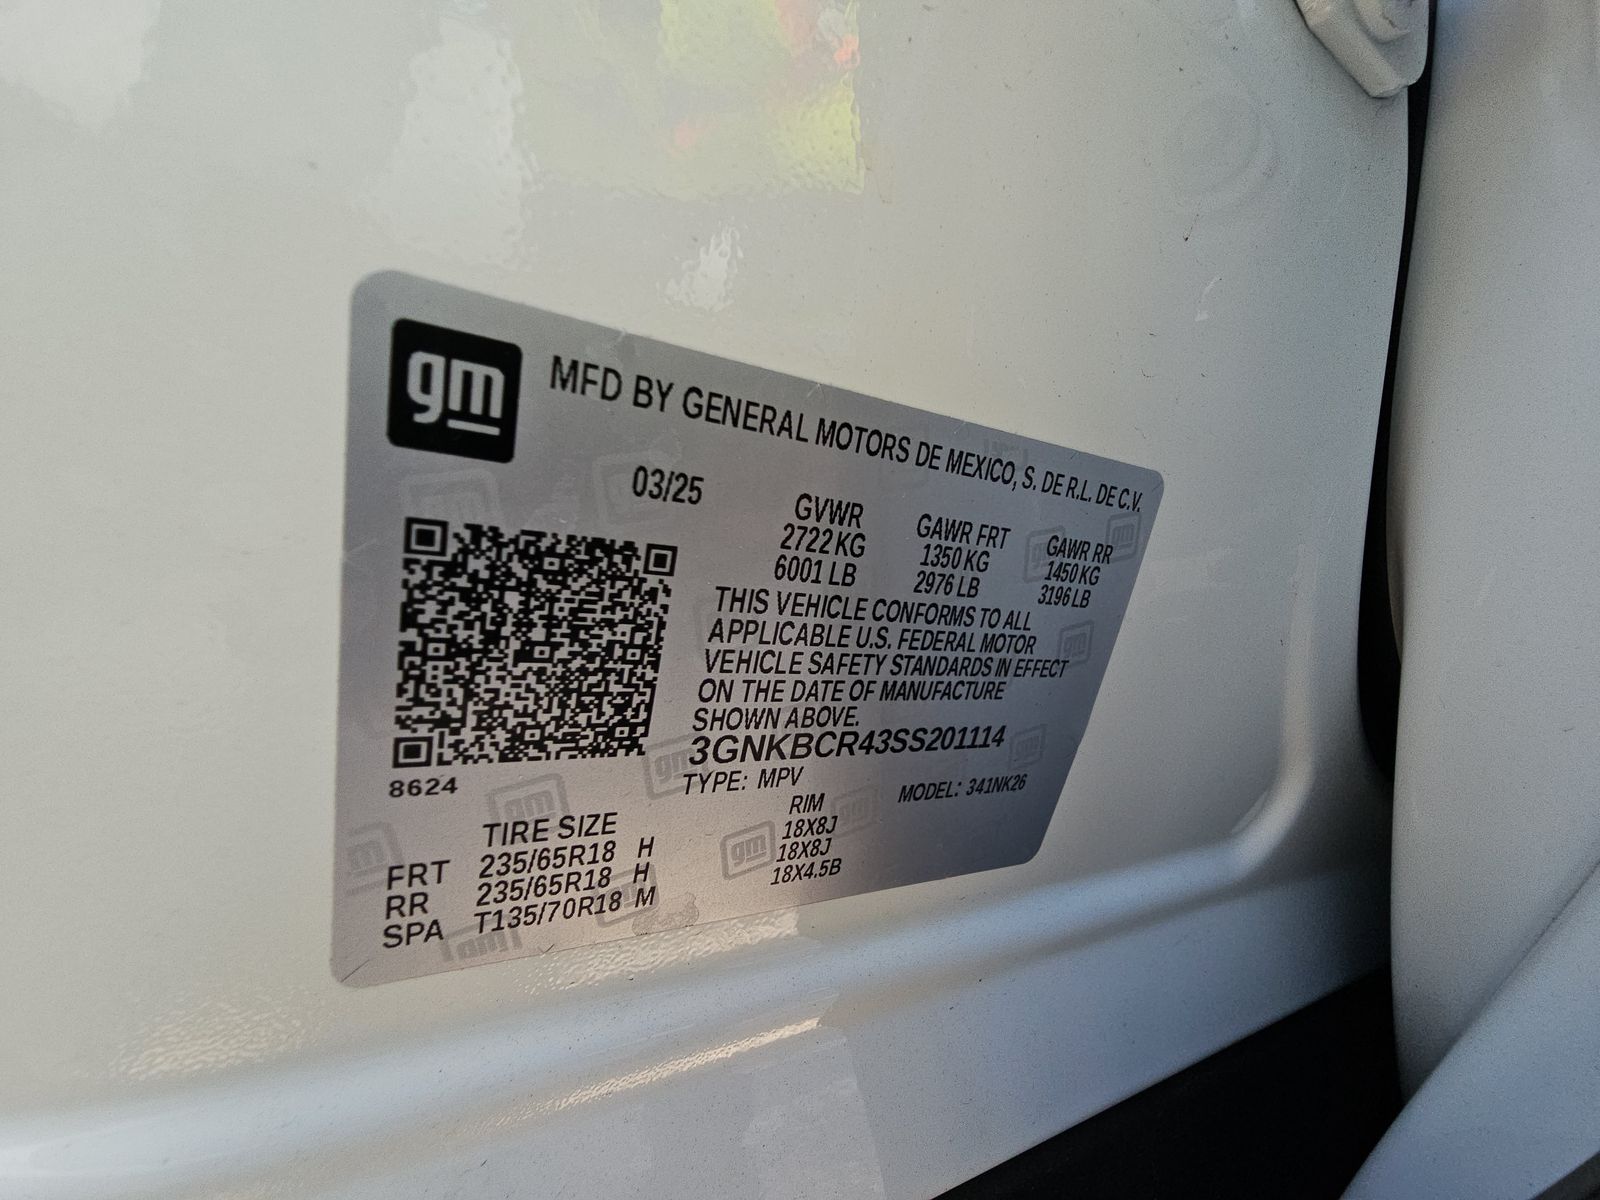 gm
MFD BY GENERAL MOTORS DE MEXICO, S. DE R.L. DE C.V.
03/25
GVWR GAWR FRT GAWR RR
2722 KG 1350 KG 1450 KG
6001 LB 2976 LB 3196 LB
THIS VEHICLE CONFORMS TO ALL
APPLICABLE U.S. FEDERAL MOTOR
VEHICLE SAFETY STANDARDS IN EFFECT
ON THE DATE OF MANUFACTURE
SHOWN ABOVE.
3GNKBCR43SS201114
8624 TYPE: MPV MODEL: 341NK26
TIRE SIZE RIM
FRT 235/65R18 H 18X8J
RR 235/65R18 H 18X8J
SPA T135/70R18 M 18X4.5B